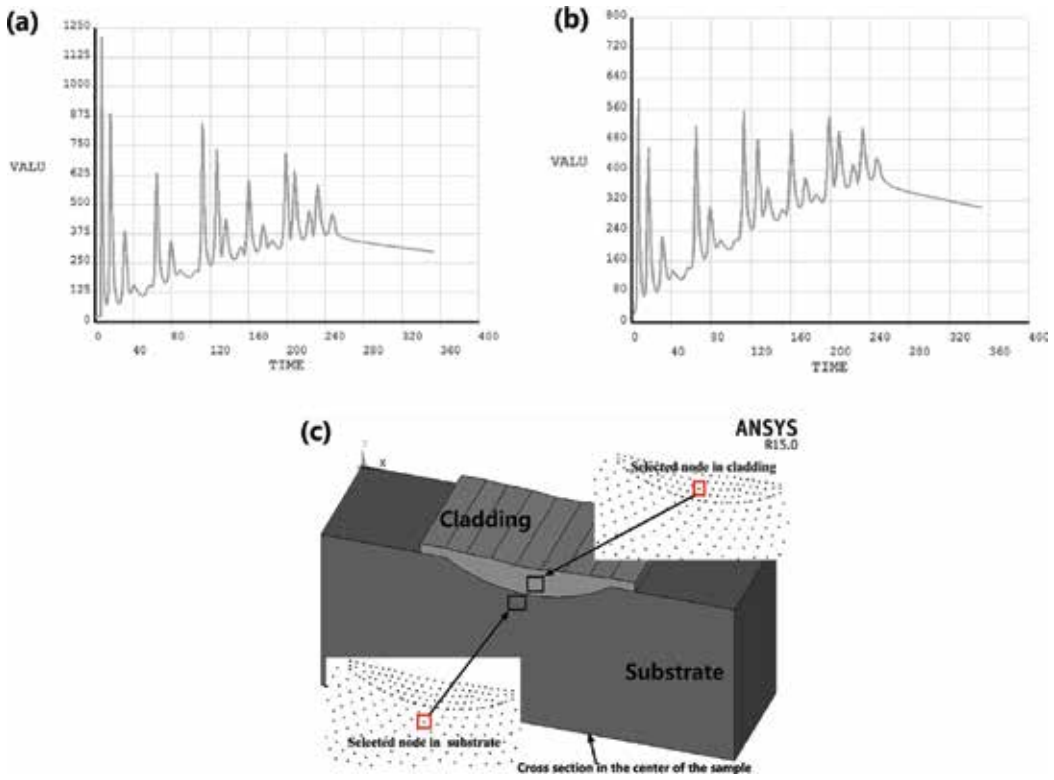 (a)
1250
1125
1000
875
750
VALU
625
500
375
250
125
0
0 80 160 240 320 400
40 120 200 280 360
TIME
(b)
800
720
640
560
480
VALU
400
320
240
160
80
0
0 80 160 240 320 400
40 120 200 280 360
TIME
(c)
ANSYS
R15.0
X
Selected node in cladding
Cladding
Substrate
Selected node in substrate
Cross section in the center of the sample